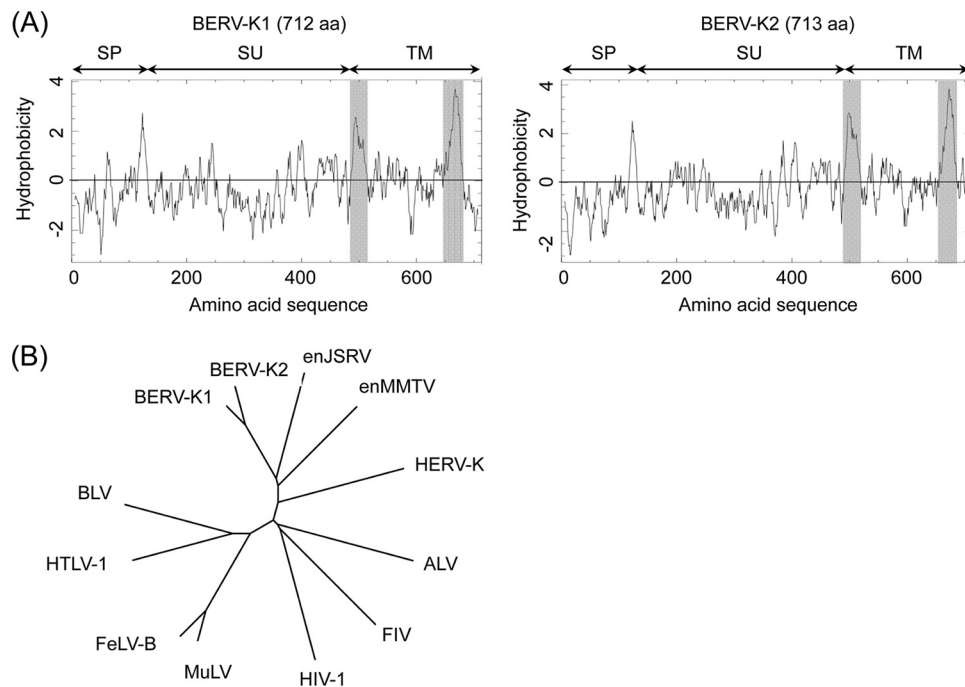 (A)
BERV-K1 (712 aa)
BERV-K2 (713 aa)
SP SU TM
SP SU TM
Hydrophobicity
4
2
0
-2
0 200 400 600
Amino acid sequence
Hydrophobicity
4
2
0
-2
0 200 400 600
Amino acid sequence
(B)
enJSRV
BERV-K2
enMMTV
BERV-K1
HERV-K
BLV
HTLV-1
ALV
FIV
FeLV-B
MuLV
HIV-1